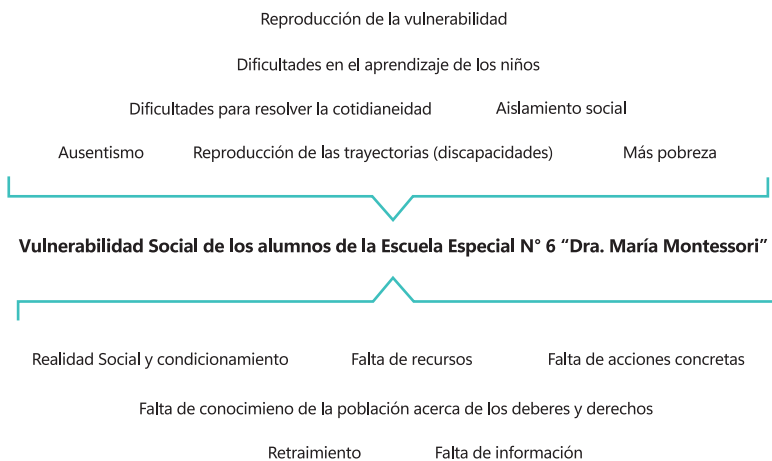 Reproducción de la vulnerabilidad
Dificultades en el aprendizaje de los niños
Dificultades para resolver la cotidianeidad Aislamiento social
Ausentismo Reproducción de las trayectorias (discapacidades) Más pobreza
Vulnerabilidad Social de los alumnos de la Escuela Especial N° 6 “Dra. María Montessori”
Realidad Social y condicionamiento Falta de recursos Falta de acciones concretas
Falta de conocimieno de la población acerca de los deberes y derechos
Retraimiento Falta de información